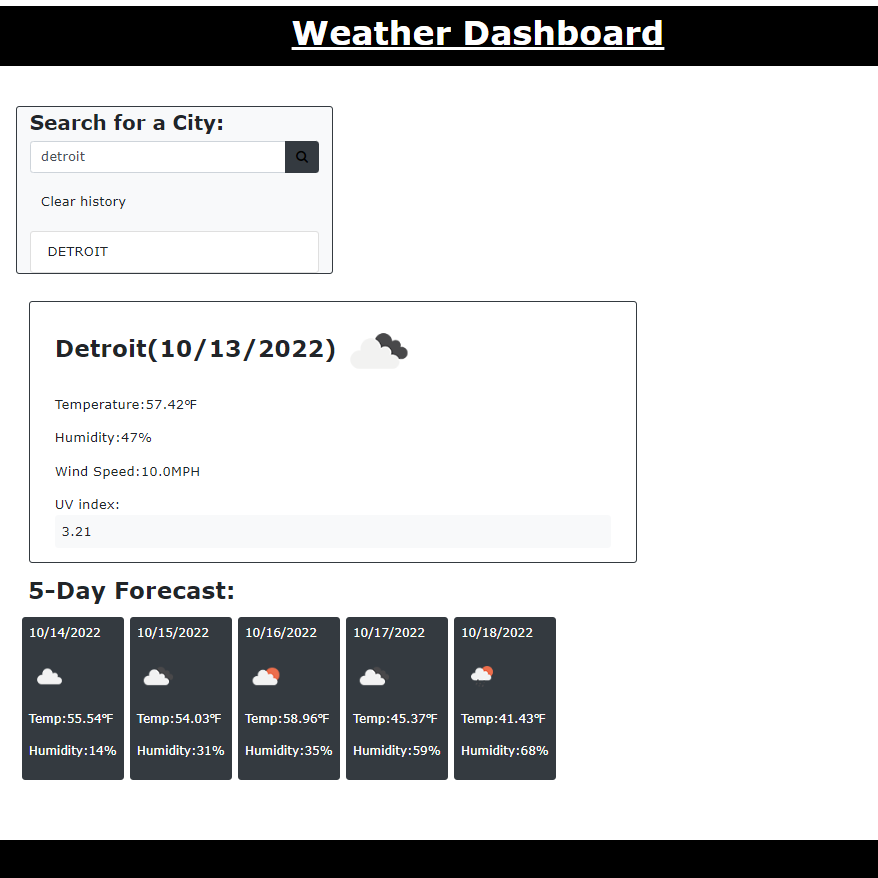 Weather Dashboard
Search for a City:
detroit
Clear history
DETROIT
Detroit(10/13/2022)
Temperature:57.42℉
Humidity:47%
Wind Speed:10.0MPH
UV index:
3.21
5-Day Forecast:
10/14/2022 10/15/2022 10/16/2022 10/17/2022 10/18/2022
Temp:55.54℉ Temp:54.03℉ Temp:58.96℉ Temp:45.37℉ Temp:41.43℉
Humidity:14% Humidity:31% Humidity:35% Humidity:59% Humidity:68%